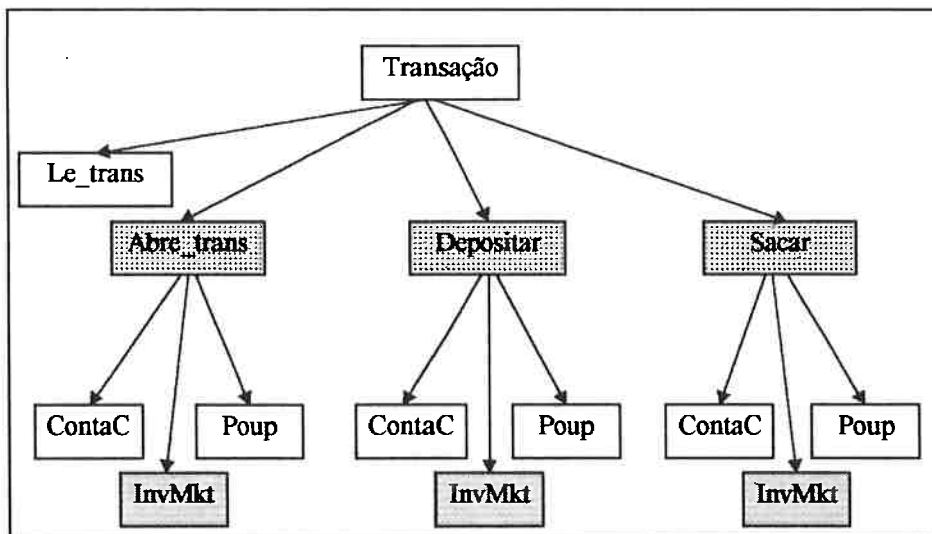 Transação
Le_trans
Abre_trans
Depositar
Sacar
ContaC
Poup
ContaC
Poup
ContaC
Poup
InvMkt
InvMkt
InvMkt